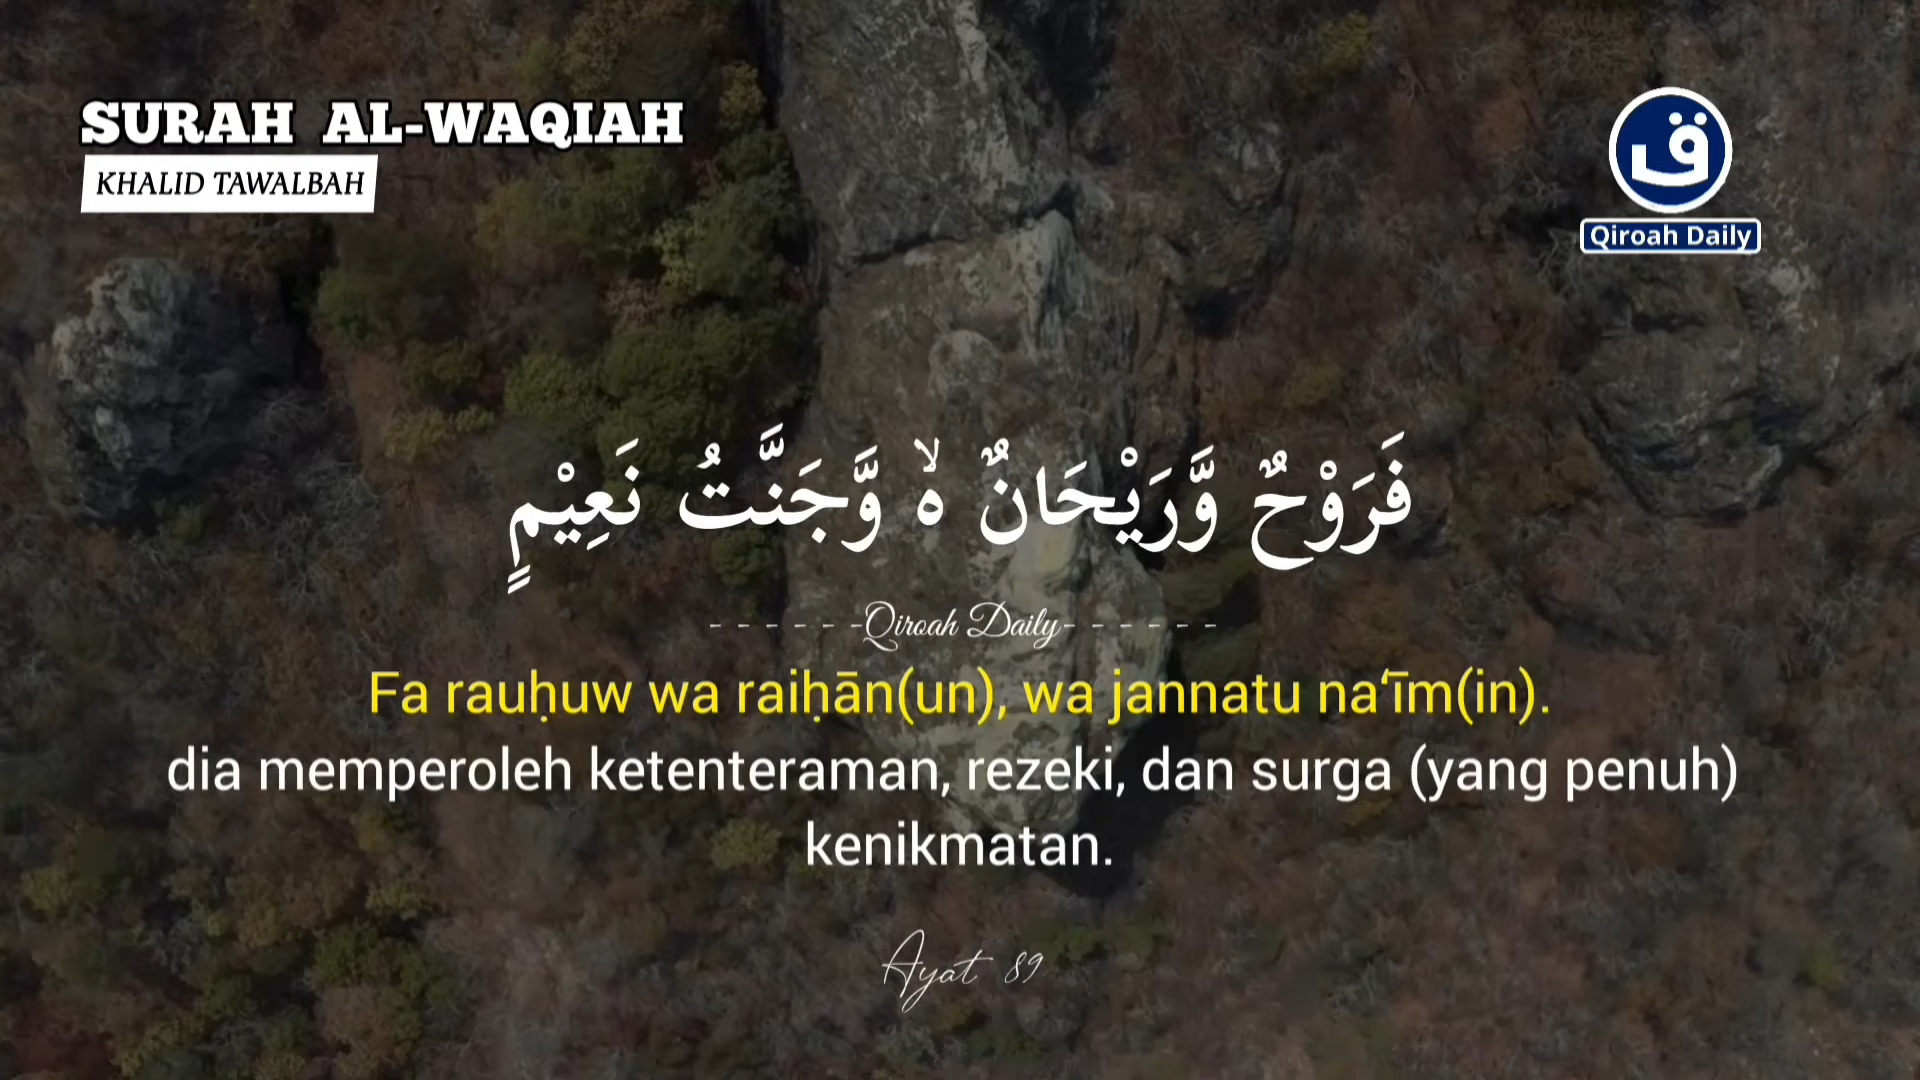 SURAH AL-WAQIAH
KHALID TAWALBAH
ق
Qiroah Daily
فَرَوْحٌ وَّرَيْحَانٌ ەۙ وَّجَنَّتُ نَعِيْمٍ
- - - - - -Qiroah Daily- - - - - -
Fa rauḥuw wa raiḥān(un), wa jannatu na‘īm(in).
dia memperoleh ketenteraman, rezeki, dan surga (yang penuh)
kenikmatan.
Ayat 89